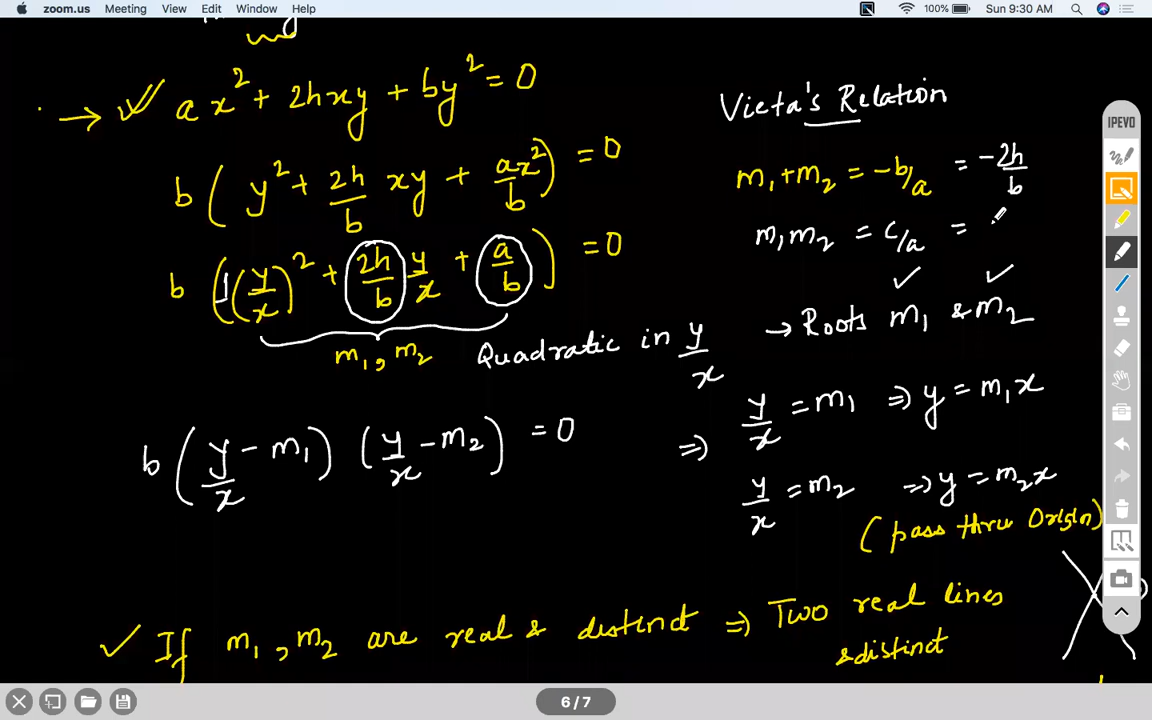 zoom.us Meeting View Edit Window Help 100% Sun 9:30 AM
→ ✓ ax² + 2hxy + by² = 0
b ( y² + 2h/b xy + ax²/b ) = 0
b ( 1(y/x)² + 2h/b y/x + a/b ) = 0
m₁, m₂ Quadratic in y/x
b ( y/x - m₁ ) ( y/x - m₂ ) = 0
Vieta's Relation
m₁ + m₂ = -b/a = -2h/b
m₁ m₂ = c/a =
→ Roots m₁ & m₂
⇒ y/x = m₁ ⇒ y = m₁x
y/x = m₂ ⇒ y = m₂x
(pass thru Origin)
✓ If m₁, m₂ are real & distinct ⇒ Two real lines
& distinct
IPEVO
6 / 7